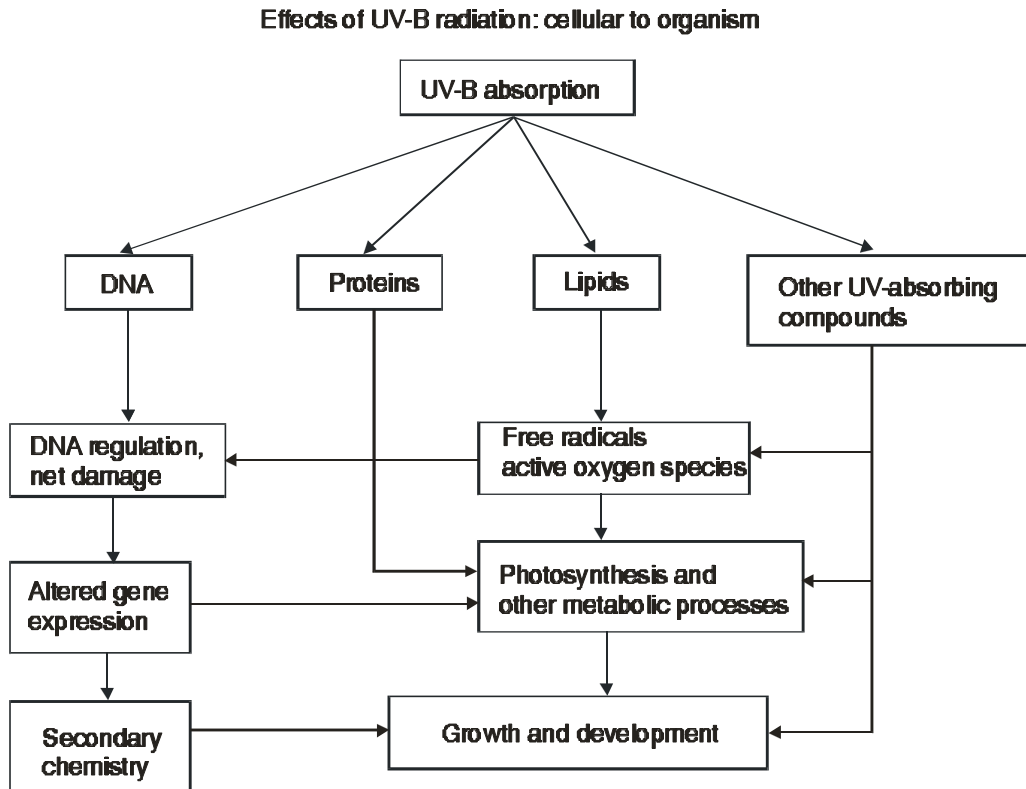 Effects of UV-B radiation: cellular to organism
UV-B absorption
DNA
Proteins
Lipids
Other UV-absorbing
compounds
DNA regulation,
net damage
Free radicals
active oxygen species
Altered gene
expression
Photosynthesis and
other metabolic processes
Secondary
chemistry
Growth and development